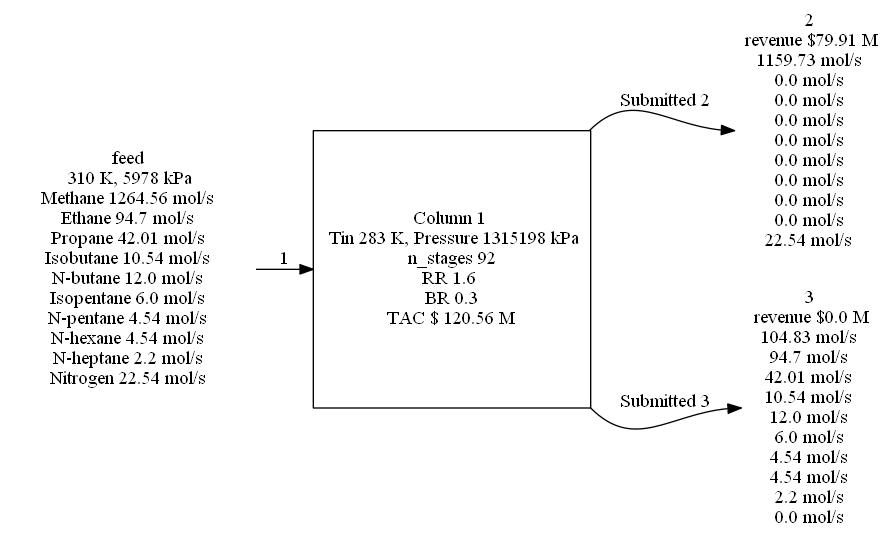 feed
310 K, 5978 kPa
Methane 1264.56 mol/s
Ethane 94.7 mol/s
Propane 42.01 mol/s
Isobutane 10.54 mol/s
N-butane 12.0 mol/s
Isopentane 6.0 mol/s
N-pentane 4.54 mol/s
N-hexane 4.54 mol/s
N-heptane 2.2 mol/s
Nitrogen 22.54 mol/s
1
Column 1
Tin 283 K, Pressure 1315198 kPa
n_stages 92
RR 1.6
BR 0.3
TAC $ 120.56 M
Submitted 2
2
revenue $79.91 M
1159.73 mol/s
0.0 mol/s
0.0 mol/s
0.0 mol/s
0.0 mol/s
0.0 mol/s
0.0 mol/s
0.0 mol/s
0.0 mol/s
22.54 mol/s
Submitted 3
3
revenue $0.0 M
104.83 mol/s
94.7 mol/s
42.01 mol/s
10.54 mol/s
12.0 mol/s
6.0 mol/s
4.54 mol/s
4.54 mol/s
2.2 mol/s
0.0 mol/s